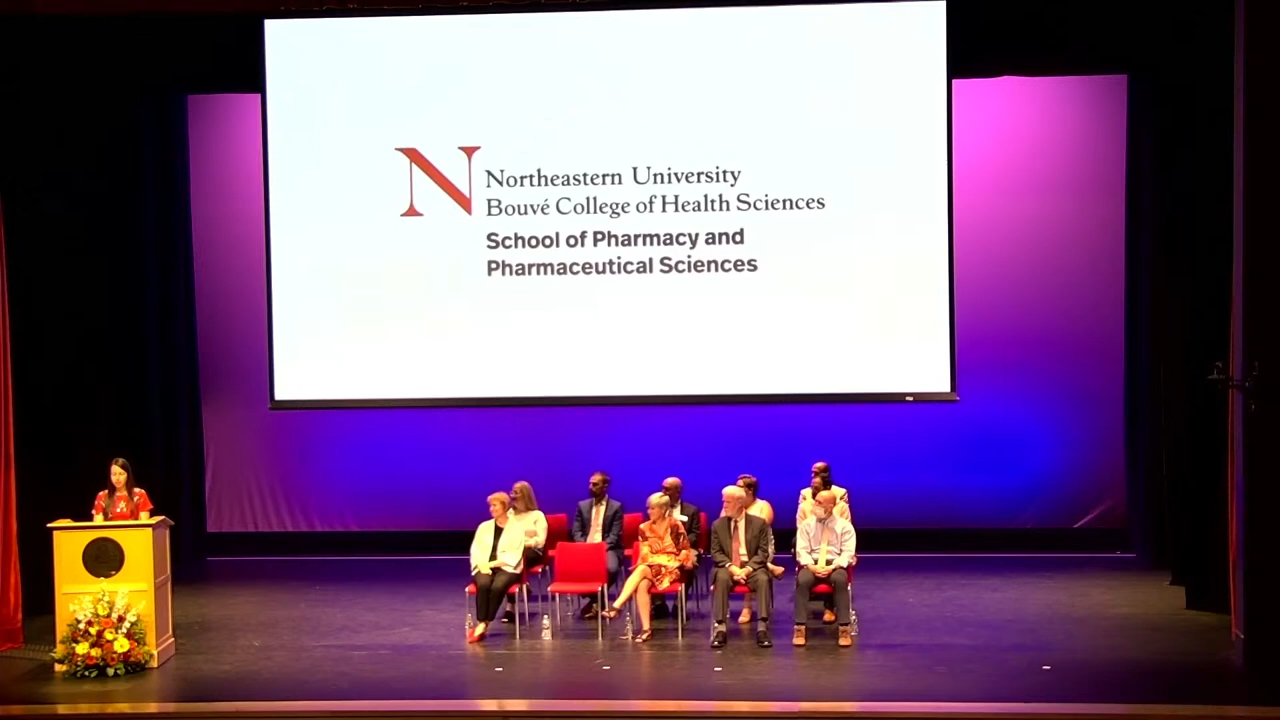 N
Northeastern University
Bouvé College of Health Sciences
School of Pharmacy and
Pharmaceutical Sciences